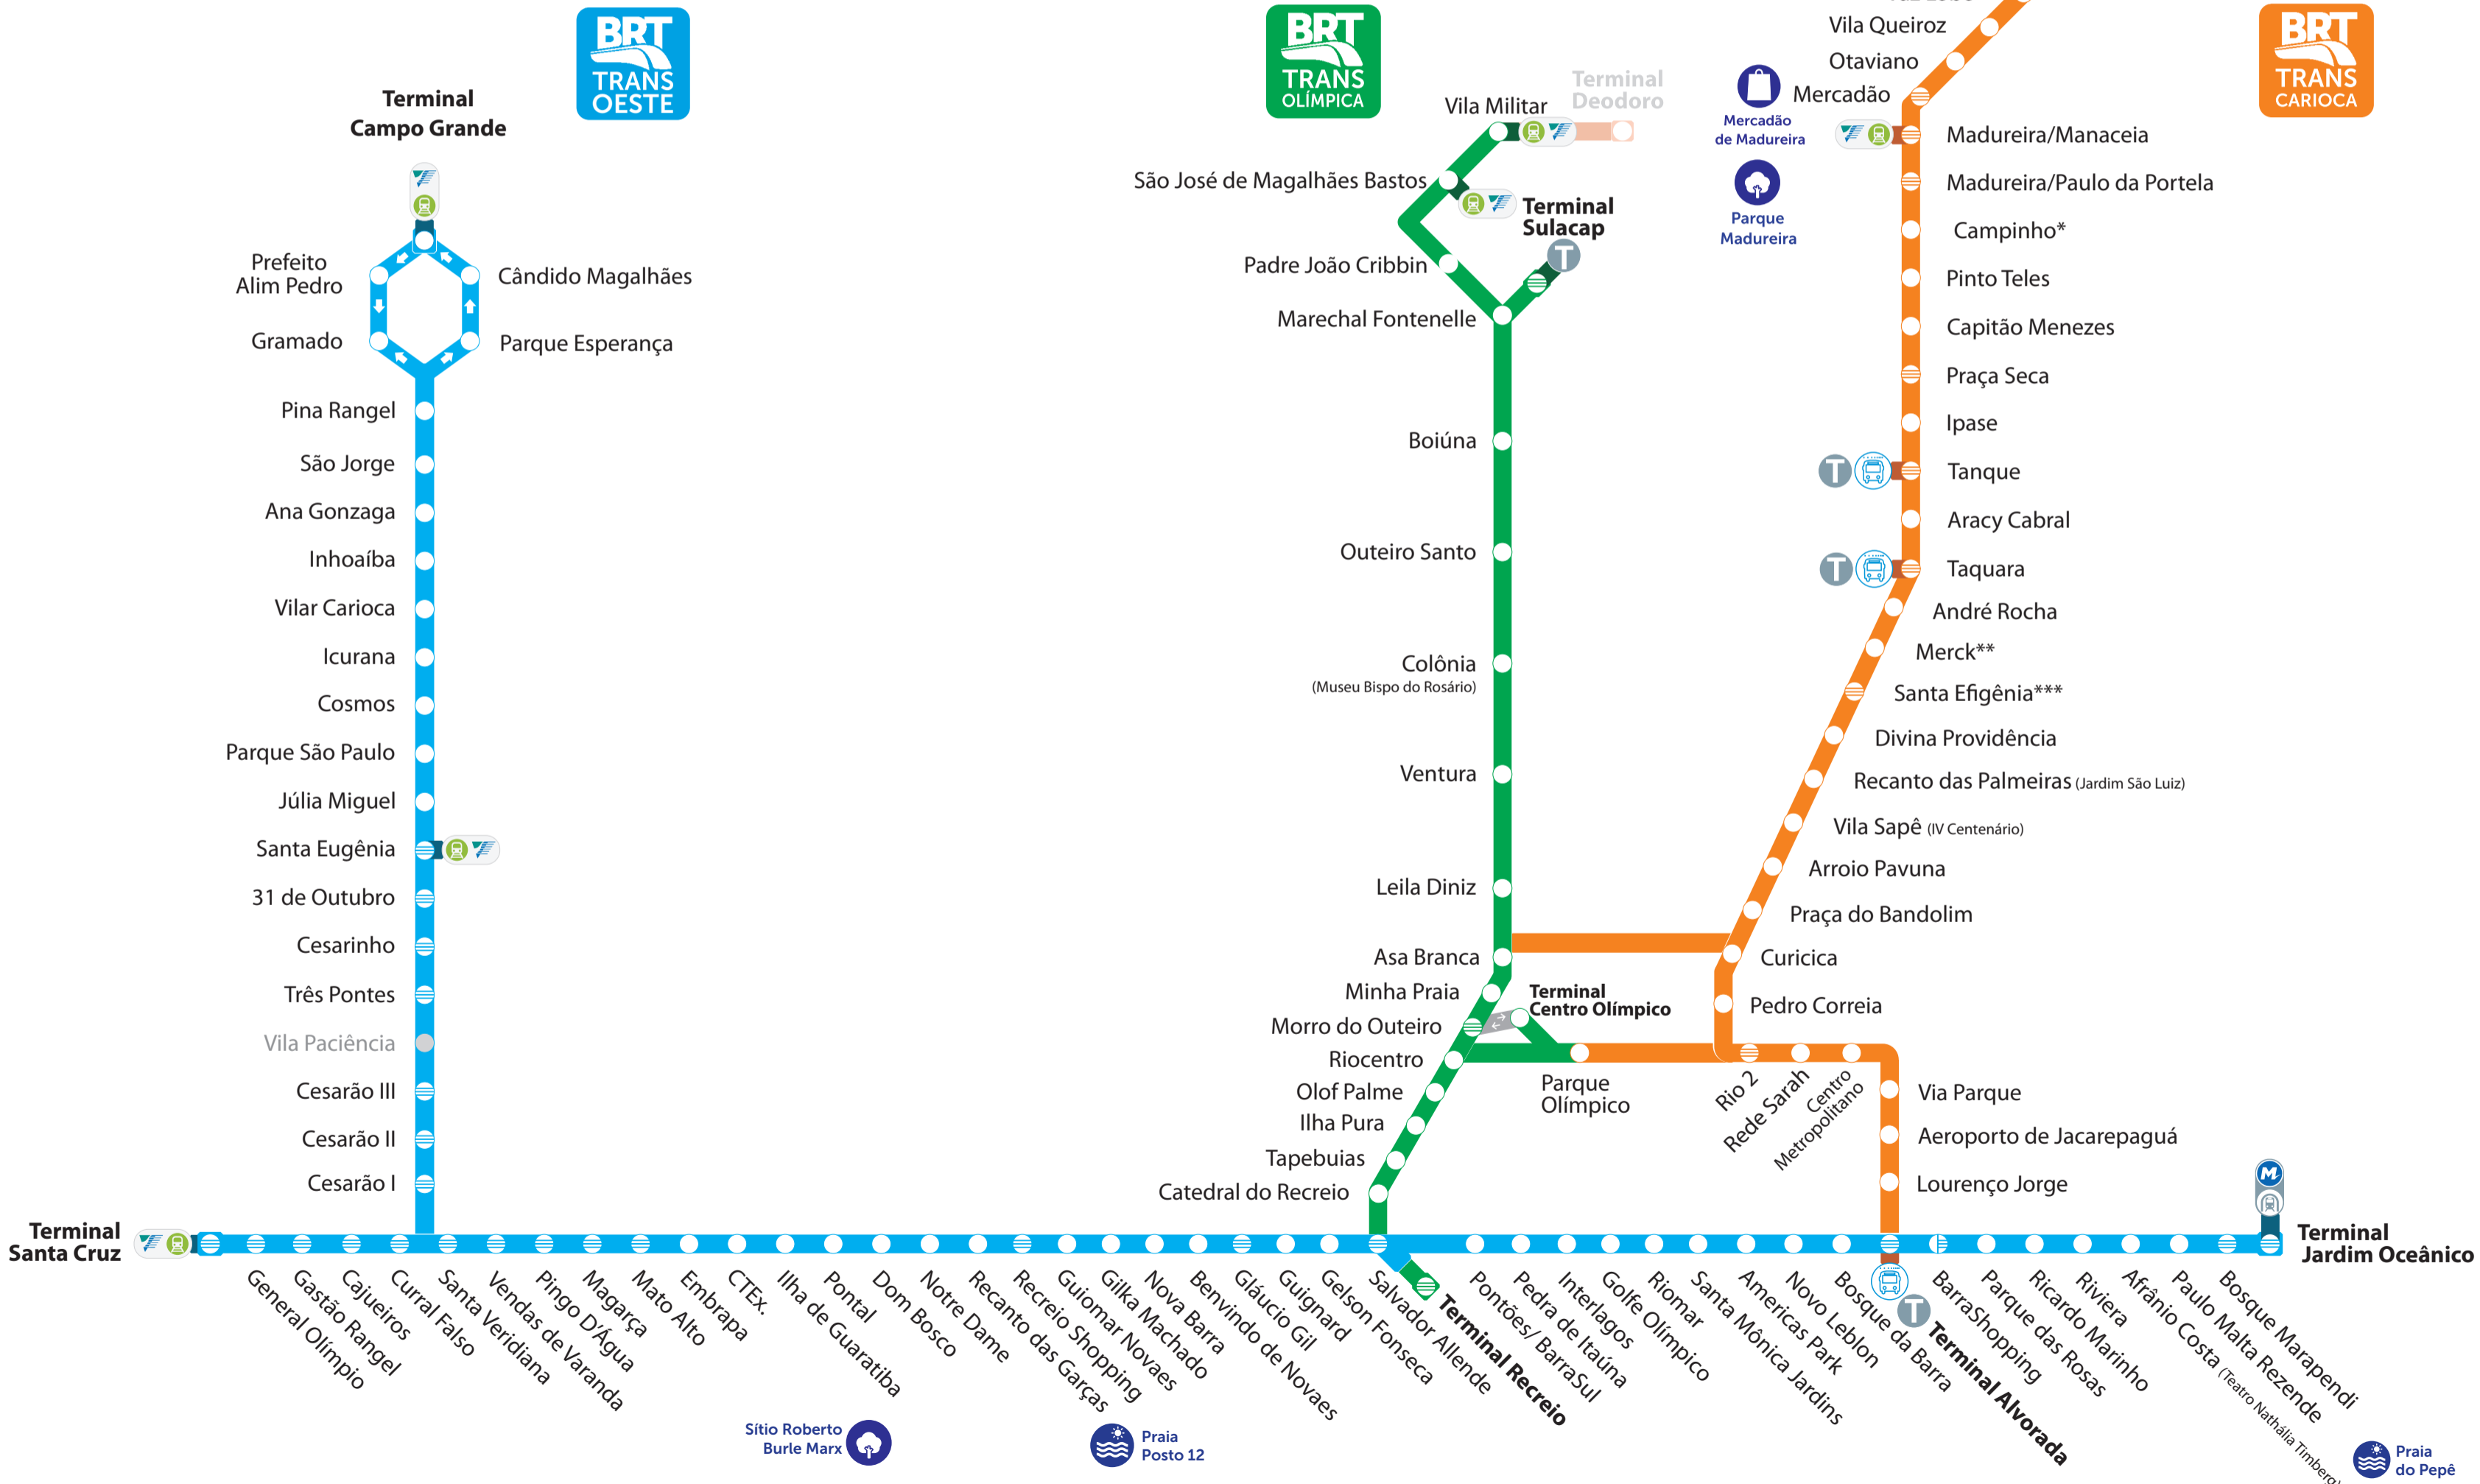 BRT
TRANS
OESTE
Terminal
Campo Grande
Prefeito
Alim Pedro
Cândido Magalhães
Gramado
Parque Esperança
Pina Rangel
São Jorge
Ana Gonzaga
Inhoaíba
Vilar Carioca
Icurana
Cosmos
Parque São Paulo
Júlia Miguel
Santa Eugênia
31 de Outubro
Cesarinho
Três Pontes
Vila Paciência
Cesarão III
Cesarão II
Cesarão I
Terminal
Santa Cruz
BRT
TRANS
OLÍMPICA
Terminal
Deodoro
Vila Militar
São José de Magalhães Bastos
Terminal
Sulacap
T
Padre João Cribbin
Marechal Fontenelle
Boiúna
Outeiro Santo
Colônia
(Museu Bispo do Rosário)
Ventura
Leila Diniz
Asa Branca
Minha Praia
Terminal
Centro Olímpico
Morro do Outeiro
Riocentro
Olof Palme
Ilha Pura
Tapebuias
Catedral do Recreio
Parque
Olímpico
BRT
TRANS
CARIOCA
Vila Queiroz
Otaviano
Mercadão
Mercadão
de Madureira
Parque
Madureira
Madureira/Manaceia
Madureira/Paulo da Portela
Campinho*
Pinto Teles
Capitão Menezes
Praça Seca
Ipase
T
Tanque
Aracy Cabral
T
Taquara
André Rocha
Merck**
Santa Efigênia***
Divina Providência
Recanto das Palmeiras (Jardim São Luiz)
Vila Sapê (IV Centenário)
Arroio Pavuna
Praça do Bandolim
Curicica
Pedro Correia
Rio 2
Rede Sarah
Centro
Metropolitano
Via Parque
Aeroporto de Jacarepaguá
Lourenço Jorge
M
Terminal
Jardim Oceânico
General Olímpio
Gastão Rangel
Cajueiros
Curral Falso
Santa Veridiana
Vendas de Varanda
Pingo D'Água
Magarça
Mato Alto
Embrapa
CTEx.
Ilha de Guaratiba
Pontal
Dom Bosco
Notre Dame
Recanto das Garças
Recreio Shopping
Guiomar Novaes
Gilka Machado
Nova Barra
Benvindo de Novaes
Gláucio Gil
Guignard
Gelson Fonseca
Salvador Allende
Terminal Recreio
Pontões/ BarraSul
Pedra de Itaúna
Interlagos
Golfe Olímpico
Riomar
Santa Mônica Jardins
Americas Park
Novo Leblon
Bosque da Barra
T
Terminal Alvorada
BarraShopping
Parque das Rosas
Ricardo Marinho
Riviera
Afrânio Costa (Teatro Nathália Timberg)
Paulo Malta Rezende
Bosque Marapendi
Sítio Roberto
Burle Marx
Praia
Posto 12
Praia
do Pepê